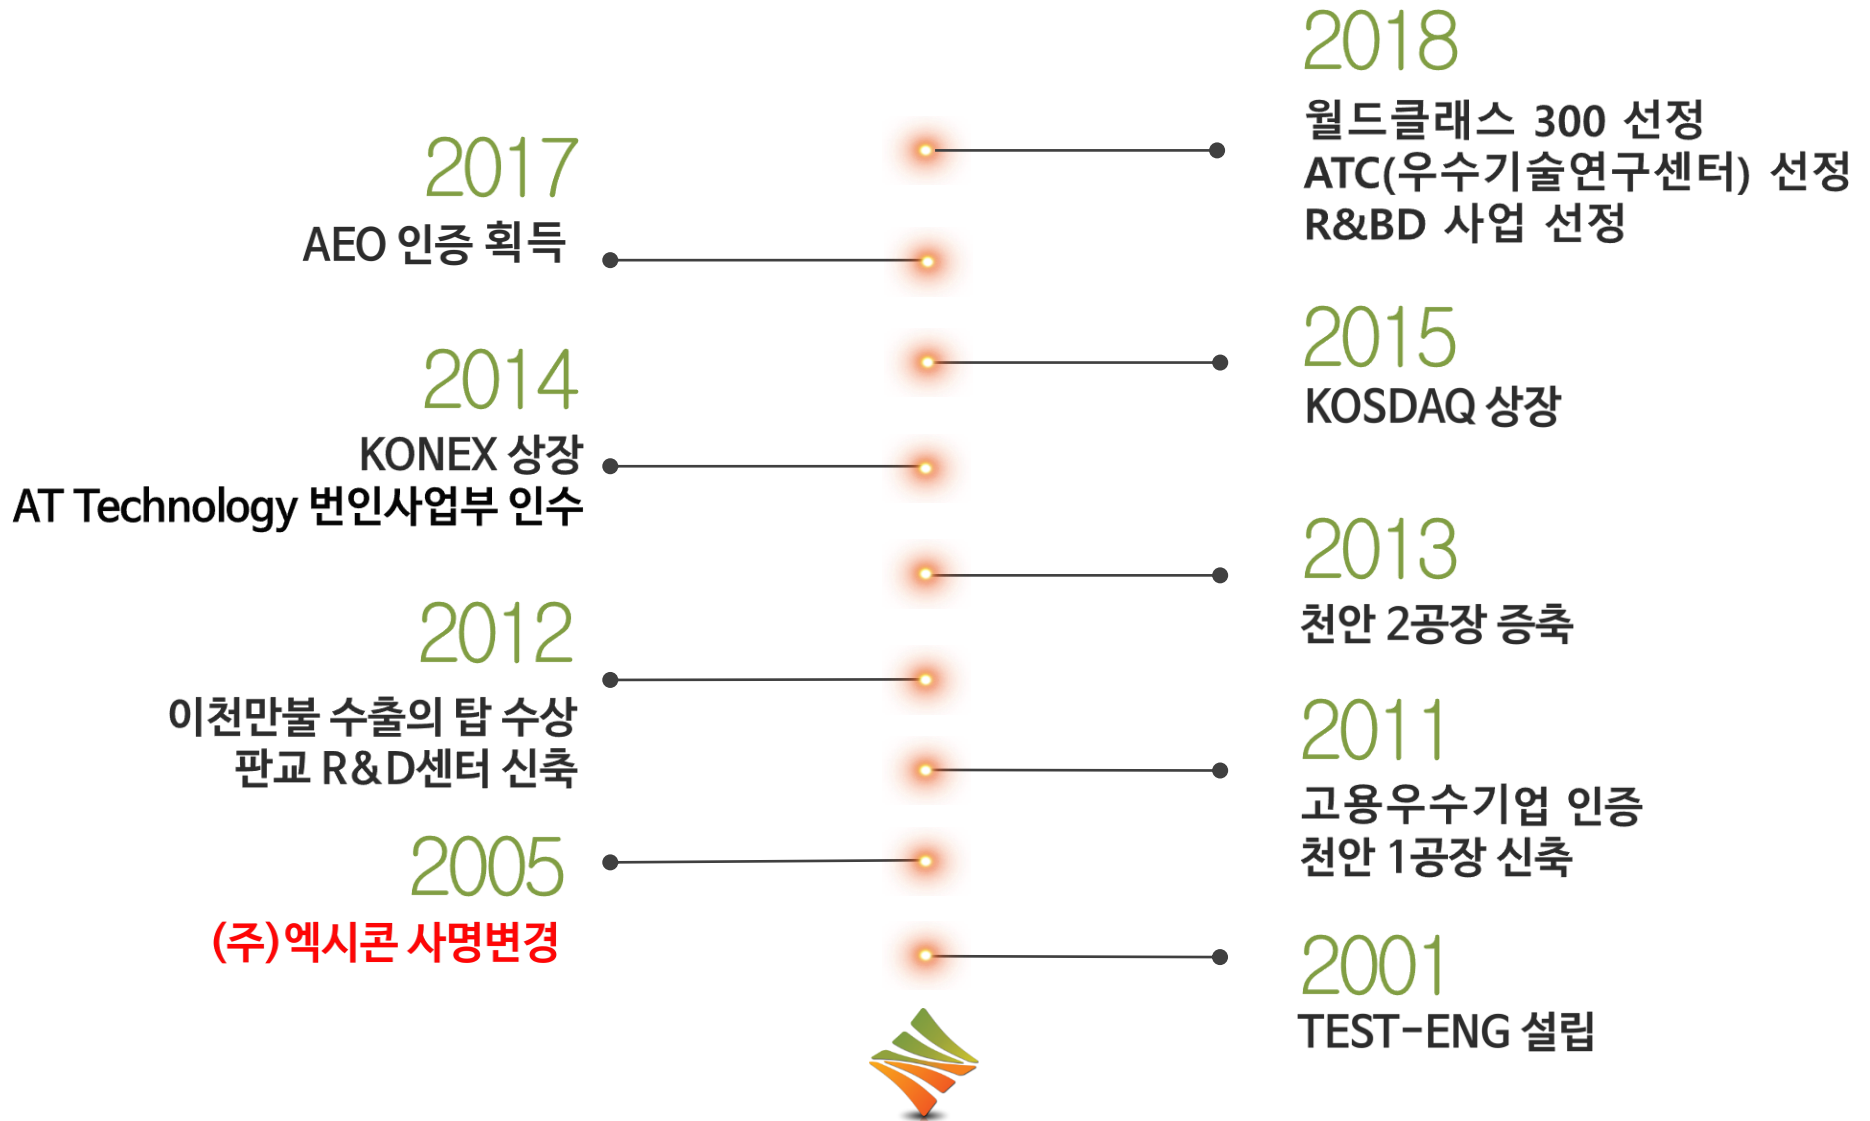 2018
월드클래스 300 선정
ATC(우수기술연구센터) 선정
R&BD 사업 선정
2017
AEO 인증 획득
2015
KOSDAQ 상장
2014
KONEX 상장
AT Technology 번인사업부 인수
2013
천안 2공장 증축
2012
이천만불 수출의 탑 수상
판교 R&D센터 신축
2011
고용우수기업 인증
천안 1공장 신축
2005
(주)엑시콘 사명변경
2001
TEST-ENG 설립